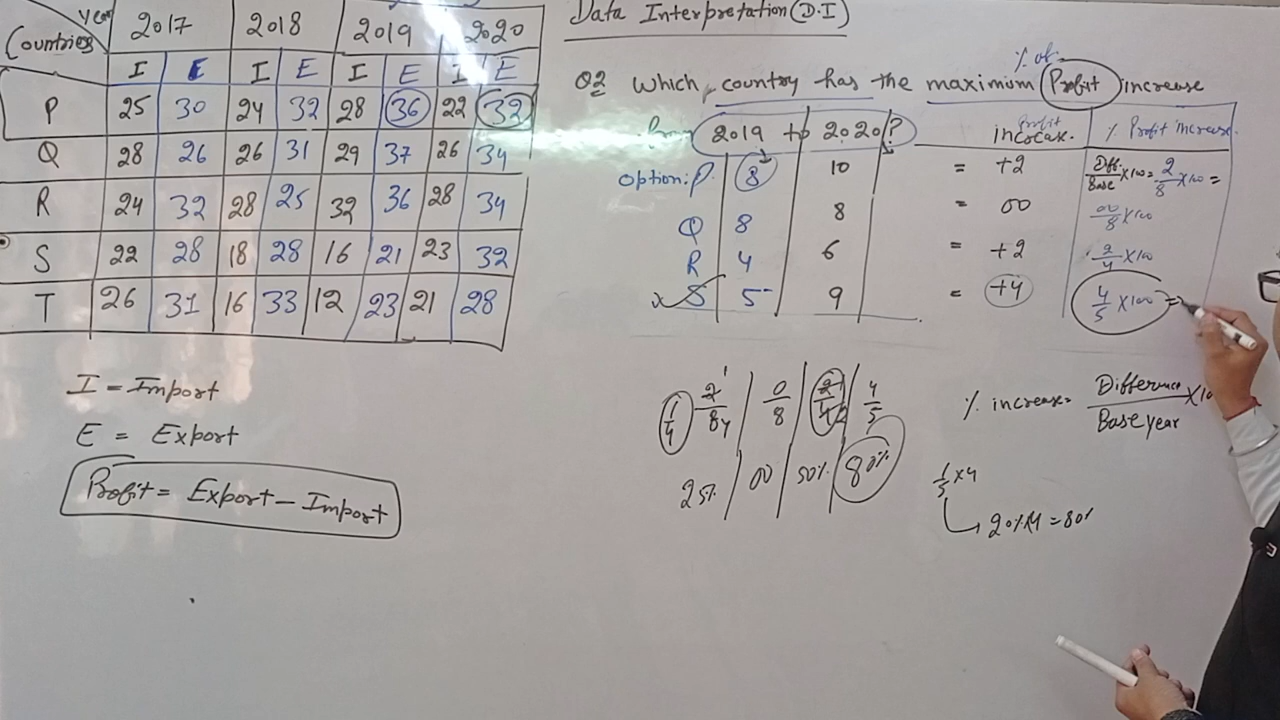 Year
Countries 2017 2018 2019 2020
I E I E I E I E
P 25 30 24 32 28 36 22 32
Q 28 26 26 31 29 37 26 34
R 24 32 28 25 32 36 28 34
S 22 28 18 28 16 21 23 32
T 26 31 16 33 12 23 21 28
I = Import
E = Export
Profit = Export - Import
Data Interpretation (D.I)
% of
Q2 Which country has the maximum Profit increase
from 2019 to 2020?
profit
increase. % Profit increase.
option: P 8 10 = +2 Diff./Base × 100 = 2/8 × 100 =
Q 8 8 = 00 00/8 × 100
R 4 6 = +2 2/4 × 100
S 5 9 = +4 4/5 × 100 =
1/4 2/8 1 4 | 0/8 | 2/4 1 2 | 4/5
25% | 00 | 50% | 80%
% increase = Difference/Base year × 10
1/5 × 4
20% × 4 = 80%